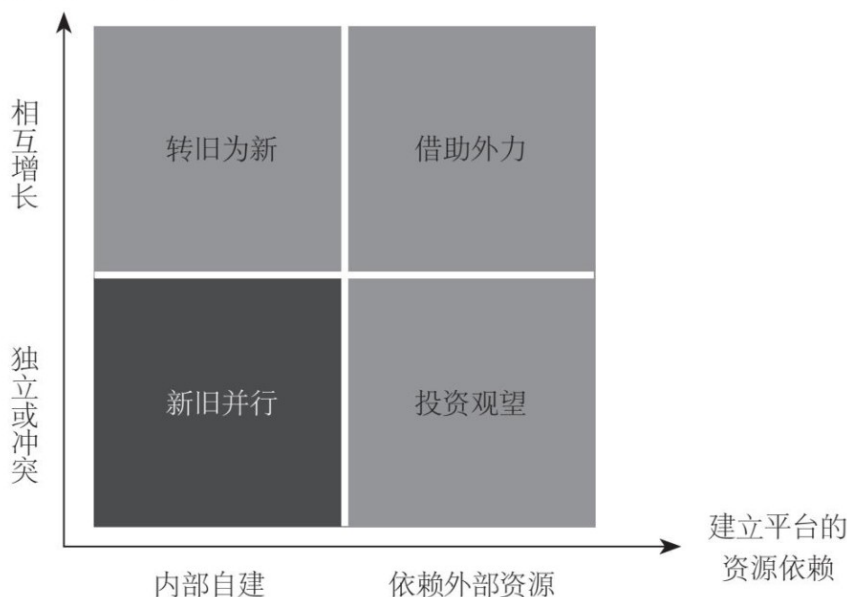 相互增长
转旧为新
借助外力
独立或冲突
新旧并行
投资观望
建立平台的
资源依赖
内部自建
依赖外部资源